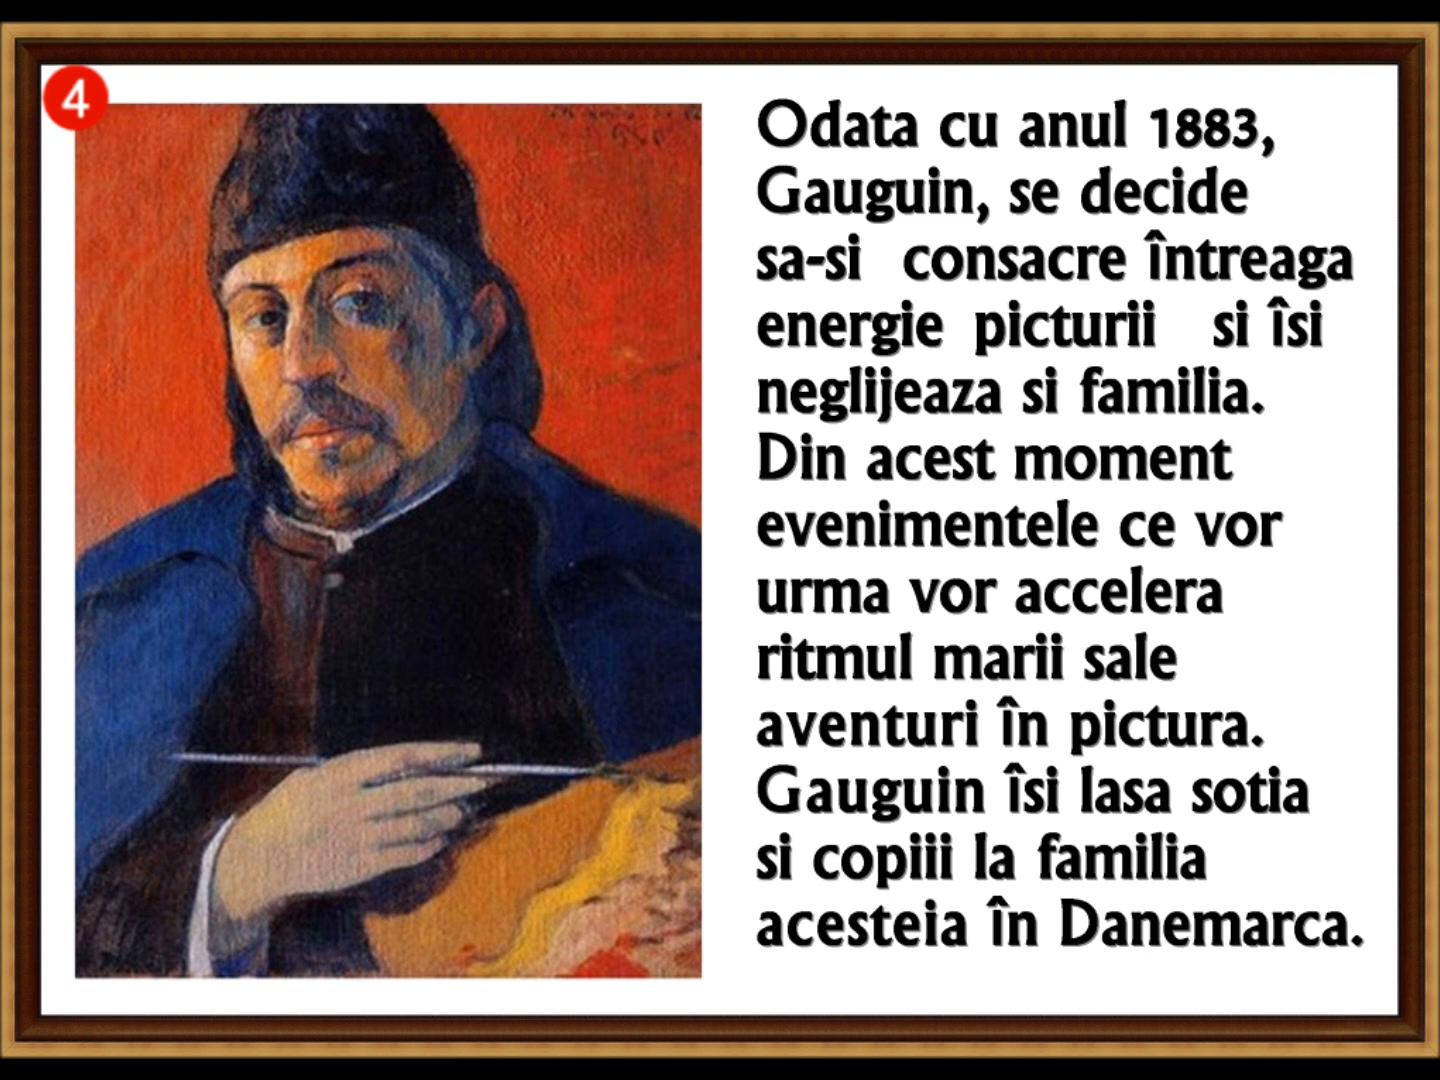 4
Odata cu anul 1883,
Gauguin, se decide
sa-si consacre întreaga
energie picturii si îsi
neglijeaza si familia.
Din acest moment
evenimentele ce vor
urma vor accelera
ritmul marii sale
aventuri în pictura.
Gauguin îsi lasa sotia
si copiii la familia
acesteia în Danemarca.